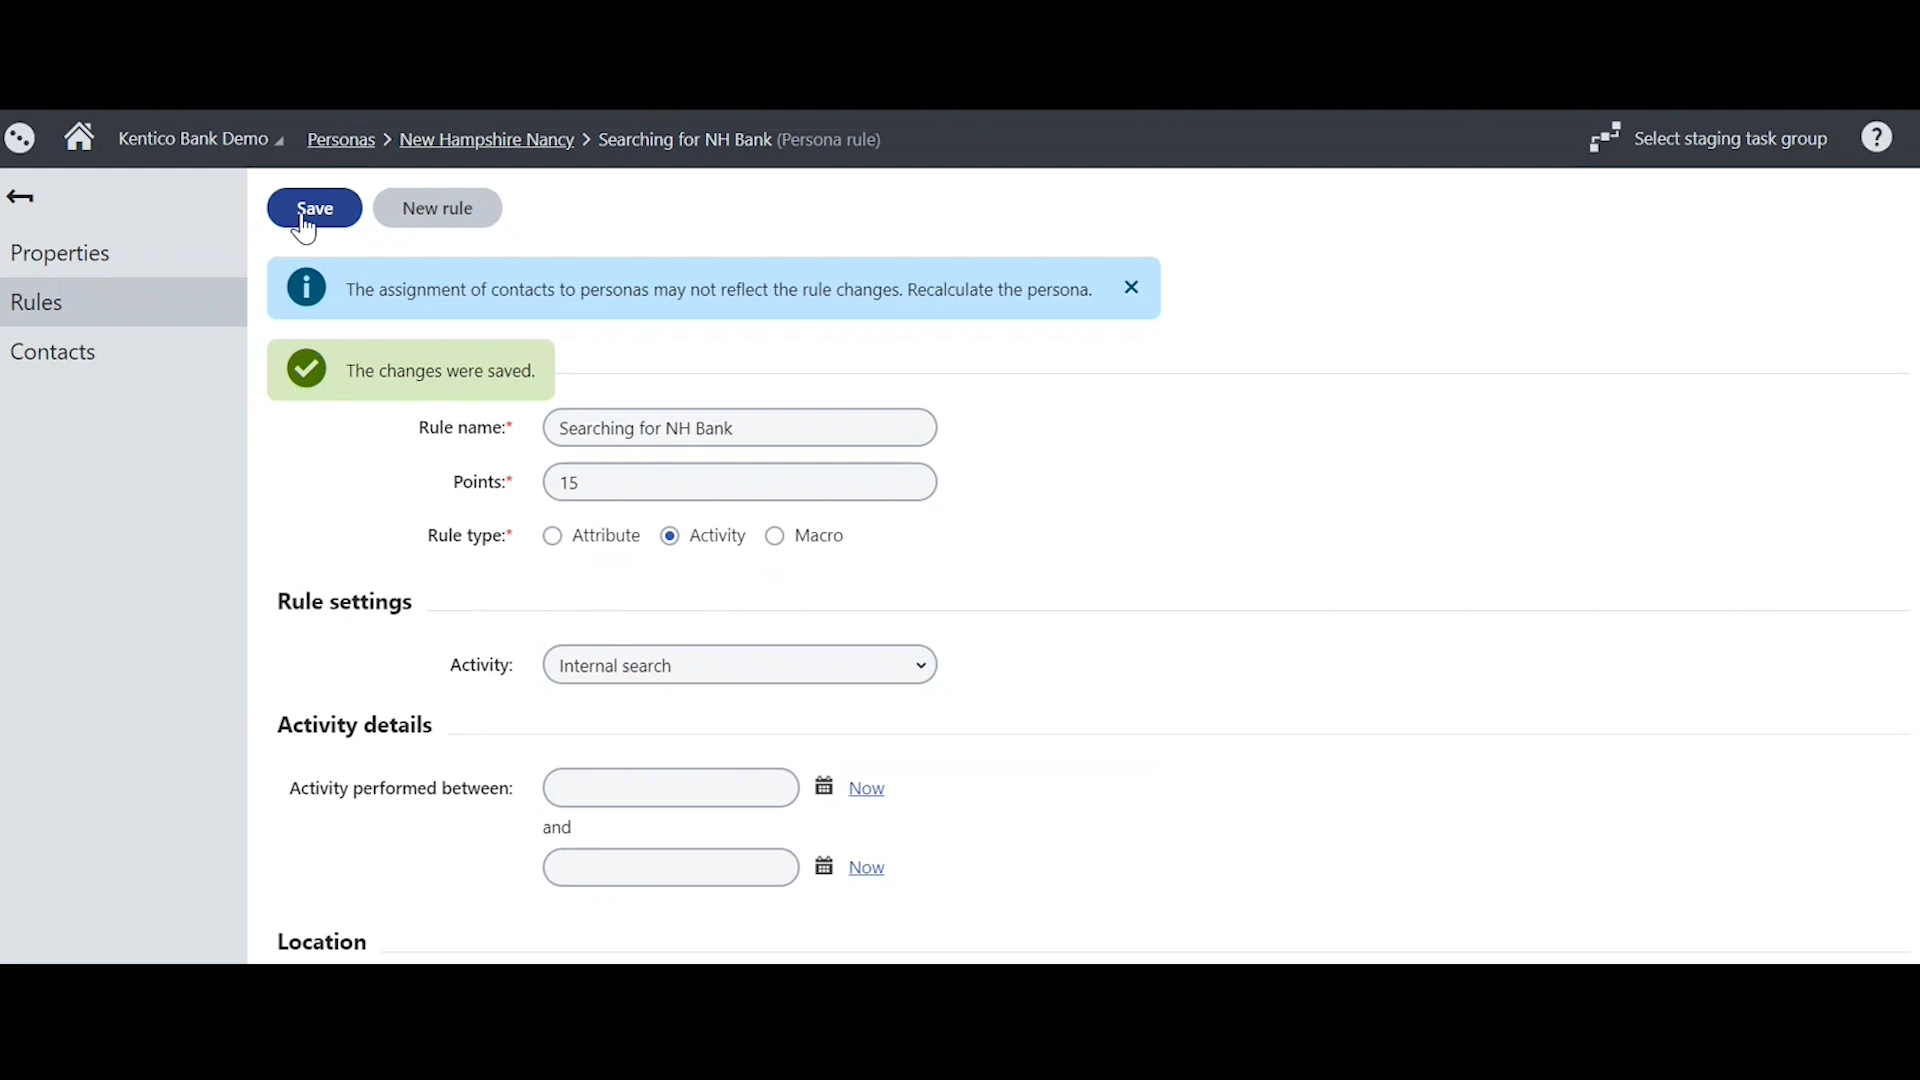 Kentico Bank Demo Personas > New Hampshire Nancy > Searching for NH Bank (Persona rule) Select staging task group ?
Save New rule
Properties
Rules
Contacts
The assignment of contacts to personas may not reflect the rule changes. Recalculate the persona.
The changes were saved.
Rule name:* Searching for NH Bank
Points:* 15
Rule type:* Attribute Activity Macro
Rule settings
Activity: Internal search
Activity details
Activity performed between: Now
and
Now
Location